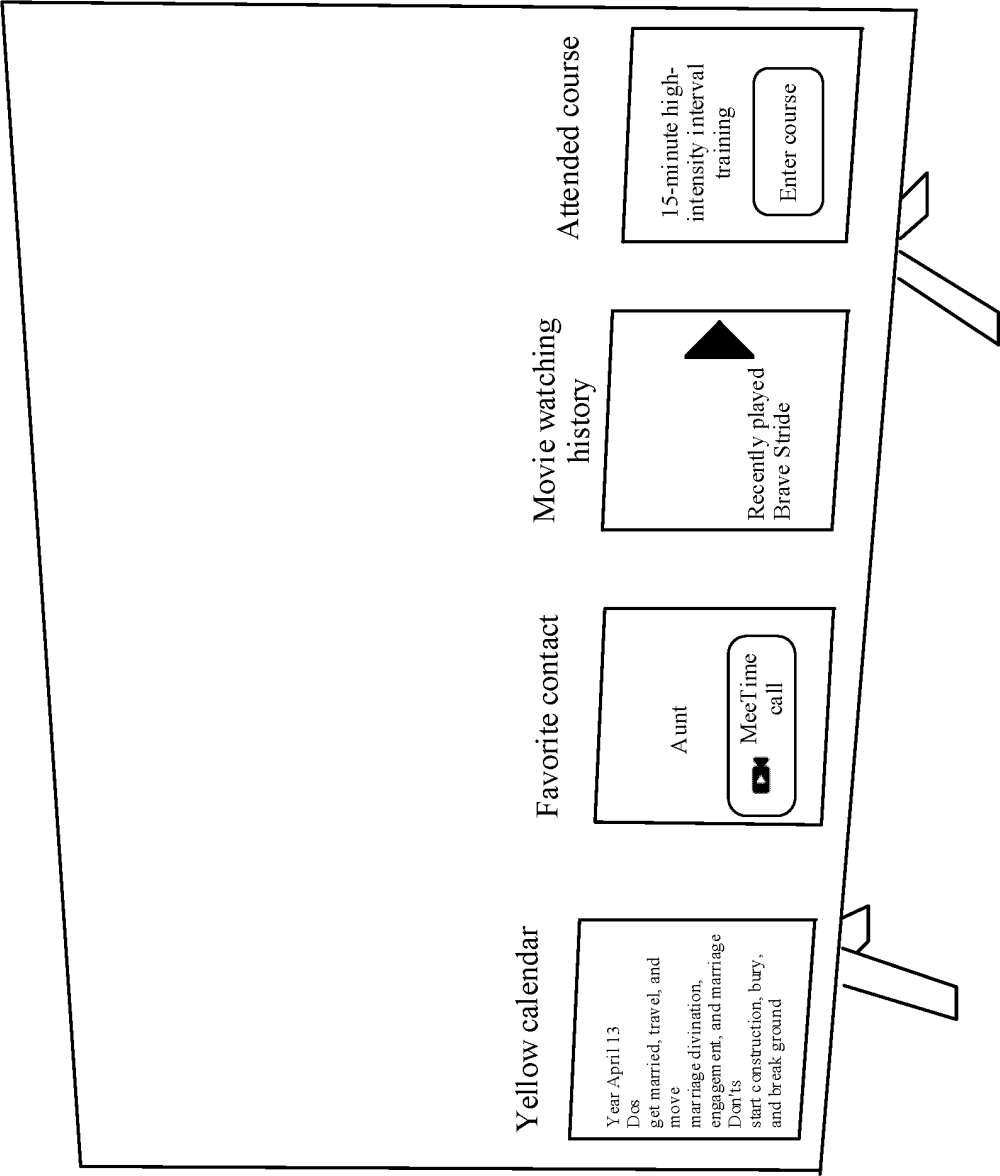 Yellow calendar
Year April 13
Dos
get married, travel, and
move
marriage divination,
engagement, and marriage
Don'ts
start construction, bury,
and break ground
Favorite contact
Aunt
MeeTime
call
Movie watching
history
Recently played
Brave Stride
Attended course
15-minute high-
intensity interval
training
Enter course